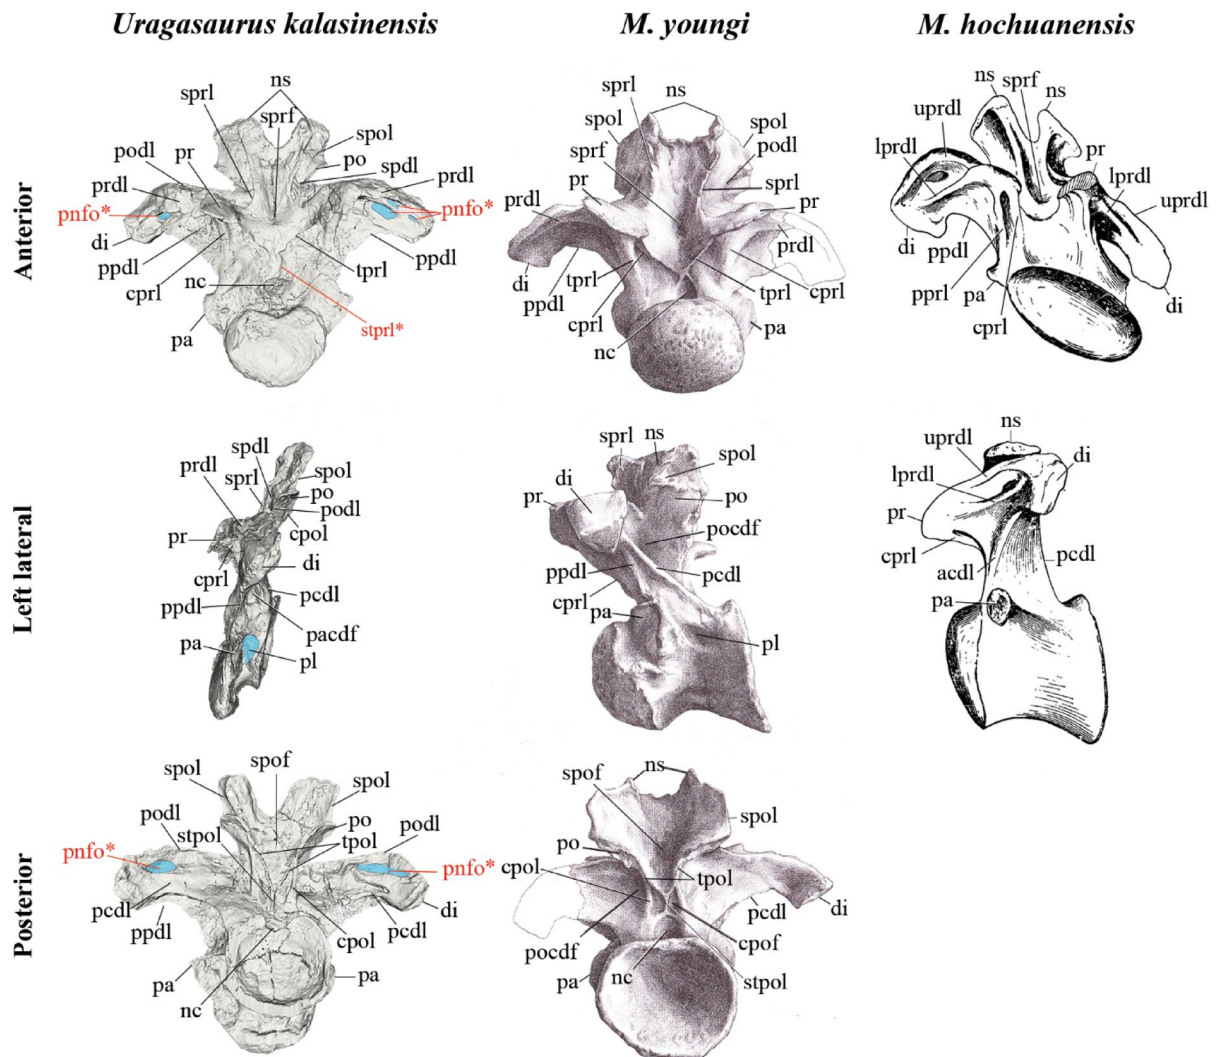 Uragasaurus kalasinensis
M. youngi
M. hochuanensis
Anterior
ns
sprl
sprf
spol
podl
pr
po
spdl
prdl
prdl
pnfo*
pnfo*
di
ppdl
ppdl
cprl
tprl
nc
pa
stprl*
sprl
ns
spol
spol
sprf
podl
pr
sprl
prdl
pr
prdl
di
tprl
ppdl
tprl
cprl
cprl
pa
nc
ns
sprf
ns
uprdl
lprdl
pr
lprdl
uprdl
di
ppdl
pprl
pa
cprl
di
Left lateral
spdl
prdl
spol
sprl
po
podl
pr
cpol
cprl
di
ppdl
pcdl
pacdf
pa
pl
sprl
ns
di
spol
pr
po
pocdf
ppdl
pcdl
cprl
pa
pl
ns
uprdl
di
lprdl
pr
cprl
acdl
pcdl
pa
Posterior
spof
spol
spol
podl
po
podl
stpol
tpol
pnfo*
pnfo*
pcdl
di
ppdl
pcdl
cpol
pa
pa
nc
ns
spof
spol
po
cpol
tpol
pcdl
di
cpof
pocdf
pa
nc
stpol